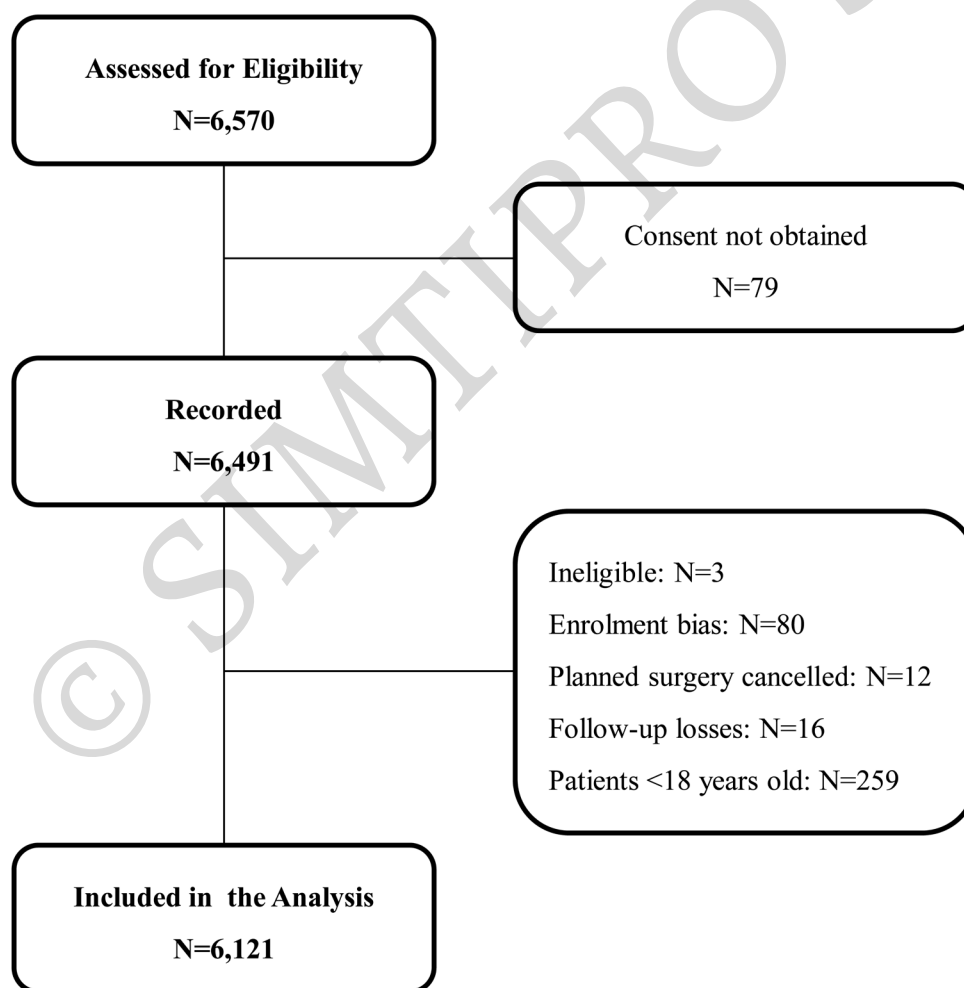 Assessed for Eligibility
N=6,570
Consent not obtained
N=79
Recorded
N=6,491
Ineligible: N=3
Enrolment bias: N=80
Planned surgery cancelled: N=12
Follow-up losses: N=16
Patients <18 years old: N=259
Included in  the Analysis
N=6,121
© SIMTIPRO